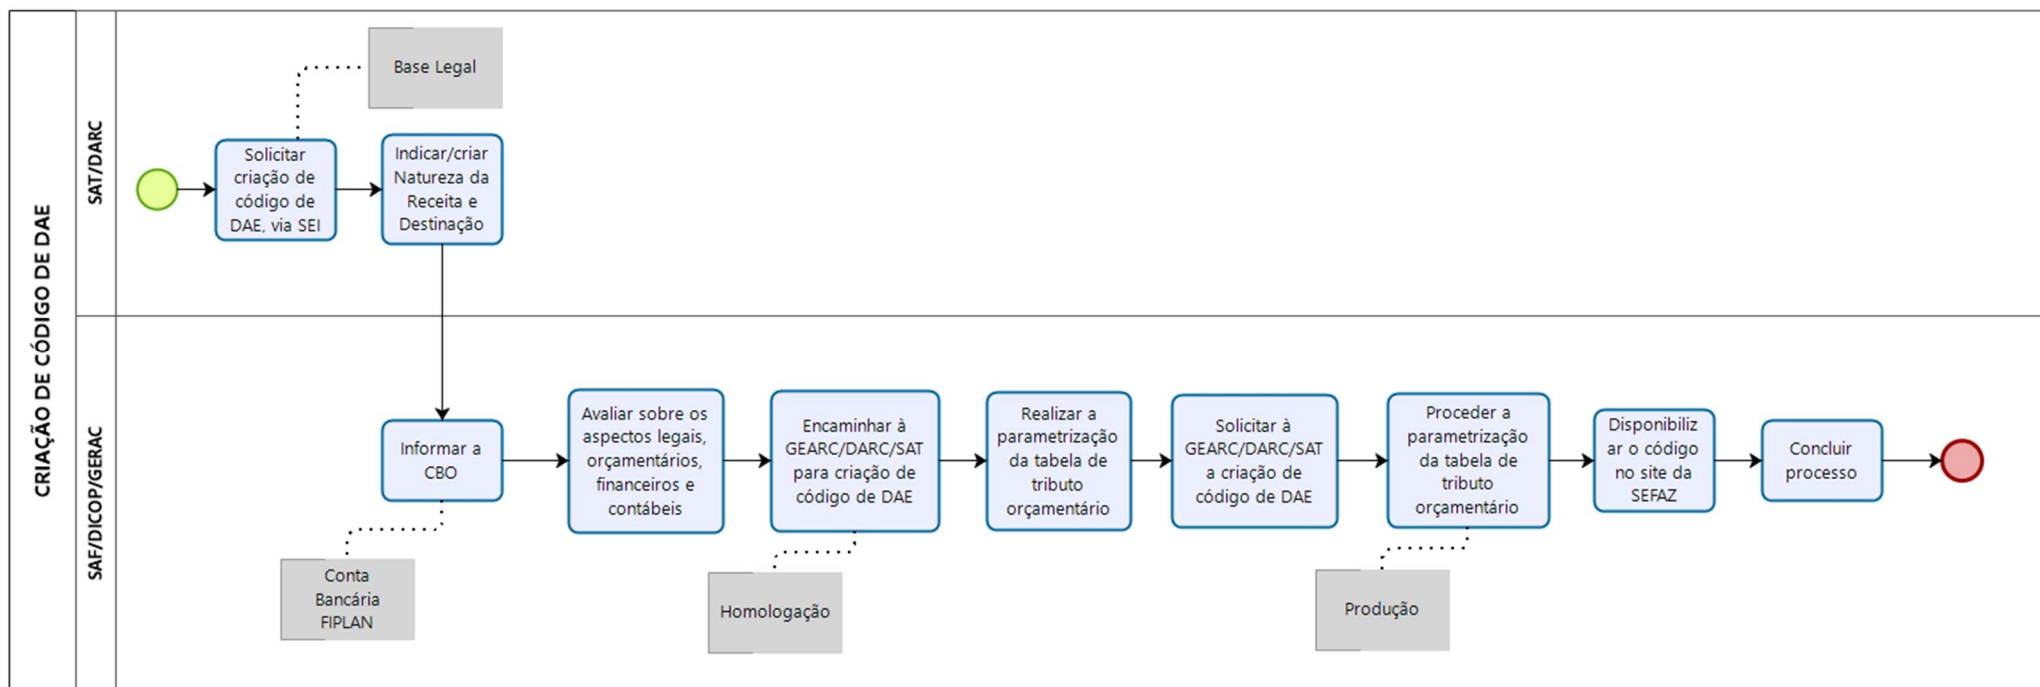 CRIAÇÃO DE CÓDIGO DE DAE
SAT/DARC
Base Legal
Solicitar
criação de
código de
DAE, via SEI
Indicar/criar
Natureza da
Receita e
Destinação
SAF/DICOP/GERAC
Informar a
CBO
Conta
Bancária
FIPLAN
Avaliar sobre os
aspectos legais,
orçamentários,
financeiros e
contábeis
Encaminhar à
GEARC/DARC/SAT
para criação de
código de DAE
Homologação
Realizar a
parametrização
da tabela de
tributo
orçamentário
Solicitar à
GEARC/DARC/SAT
a criação de
código de DAE
Proceder a
parametrização
da tabela de
tributo
orçamentário
Produção
Disponibiliz
ar o código
no site da
SEFAZ
Concluir
processo